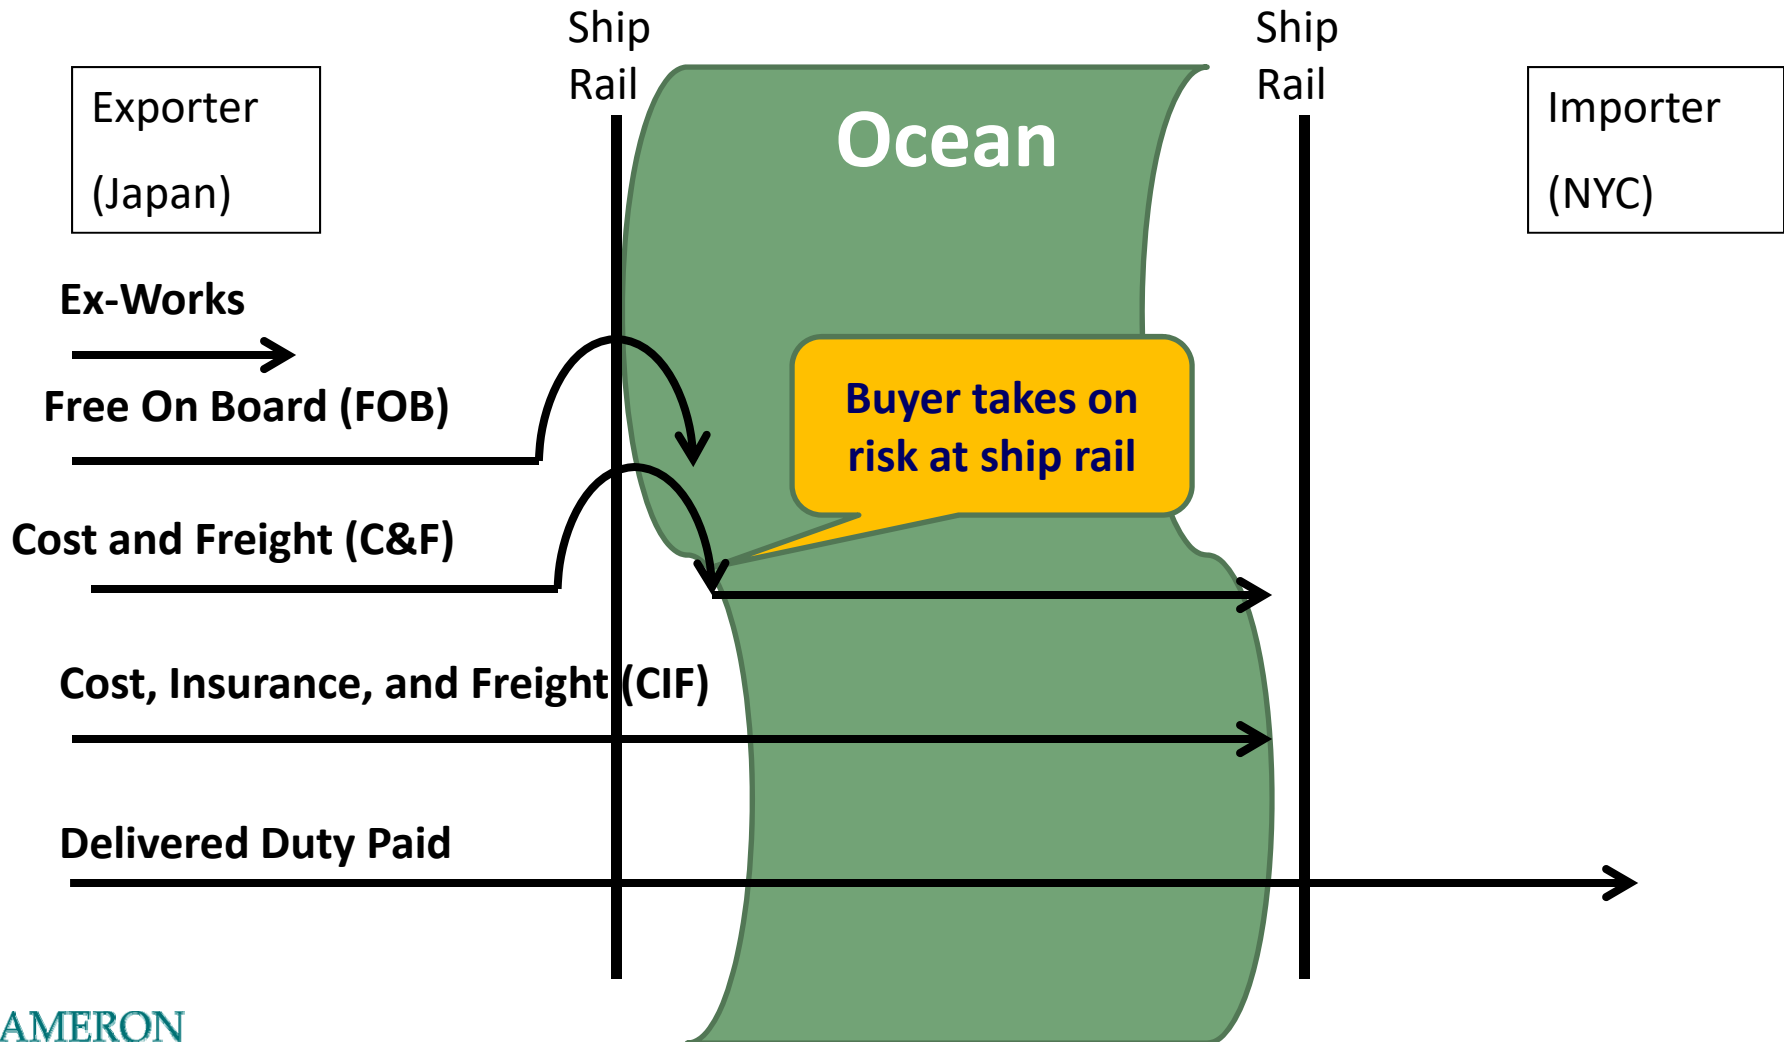 Ship
Rail
Ship
Rail
Exporter
(Japan)
Ocean
Importer
(NYC)
Ex-Works
Free On Board (FOB)
Buyer takes on
risk at ship rail
Cost and Freight (C&F)
Cost, Insurance, and Freight (CIF)
Delivered Duty Paid
AMERON